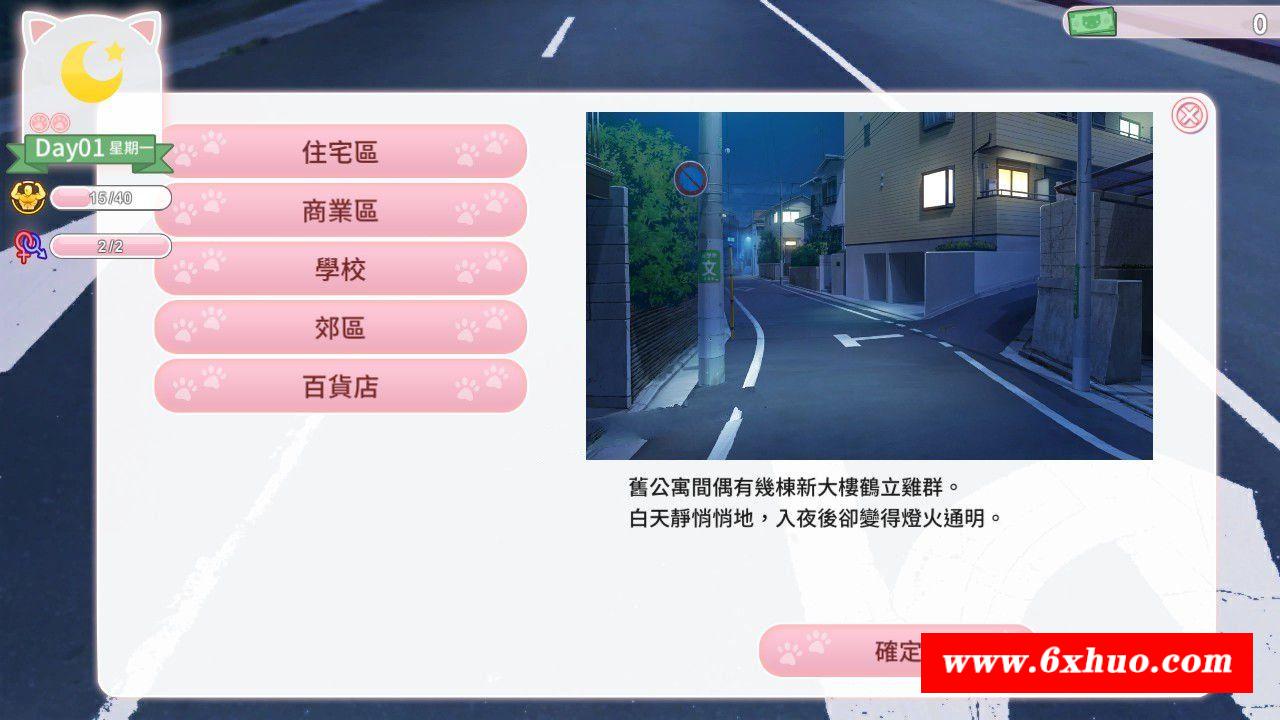 0
Day01 星期一
15/40
2/2
住宅區
商業區
學校
郊區
百貨店
文
舊公寓間偶有幾棟新大樓鶴立雞群。
白天靜悄悄地，入夜後卻變得燈火通明。
確定
www.6xhuo.com